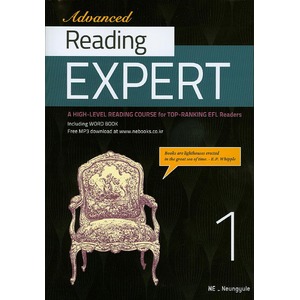 Advanced
Reading
EXPERT
A HIGH-LEVEL READING COURSE for TOP-RANKING EFL Readers
Including WORD BOOK
Free MP3 download at www.nebooks.co.kr
Books are lighthouses erected
in the great sea of time. - E.P. Whipple
1
NE _ Neungyule